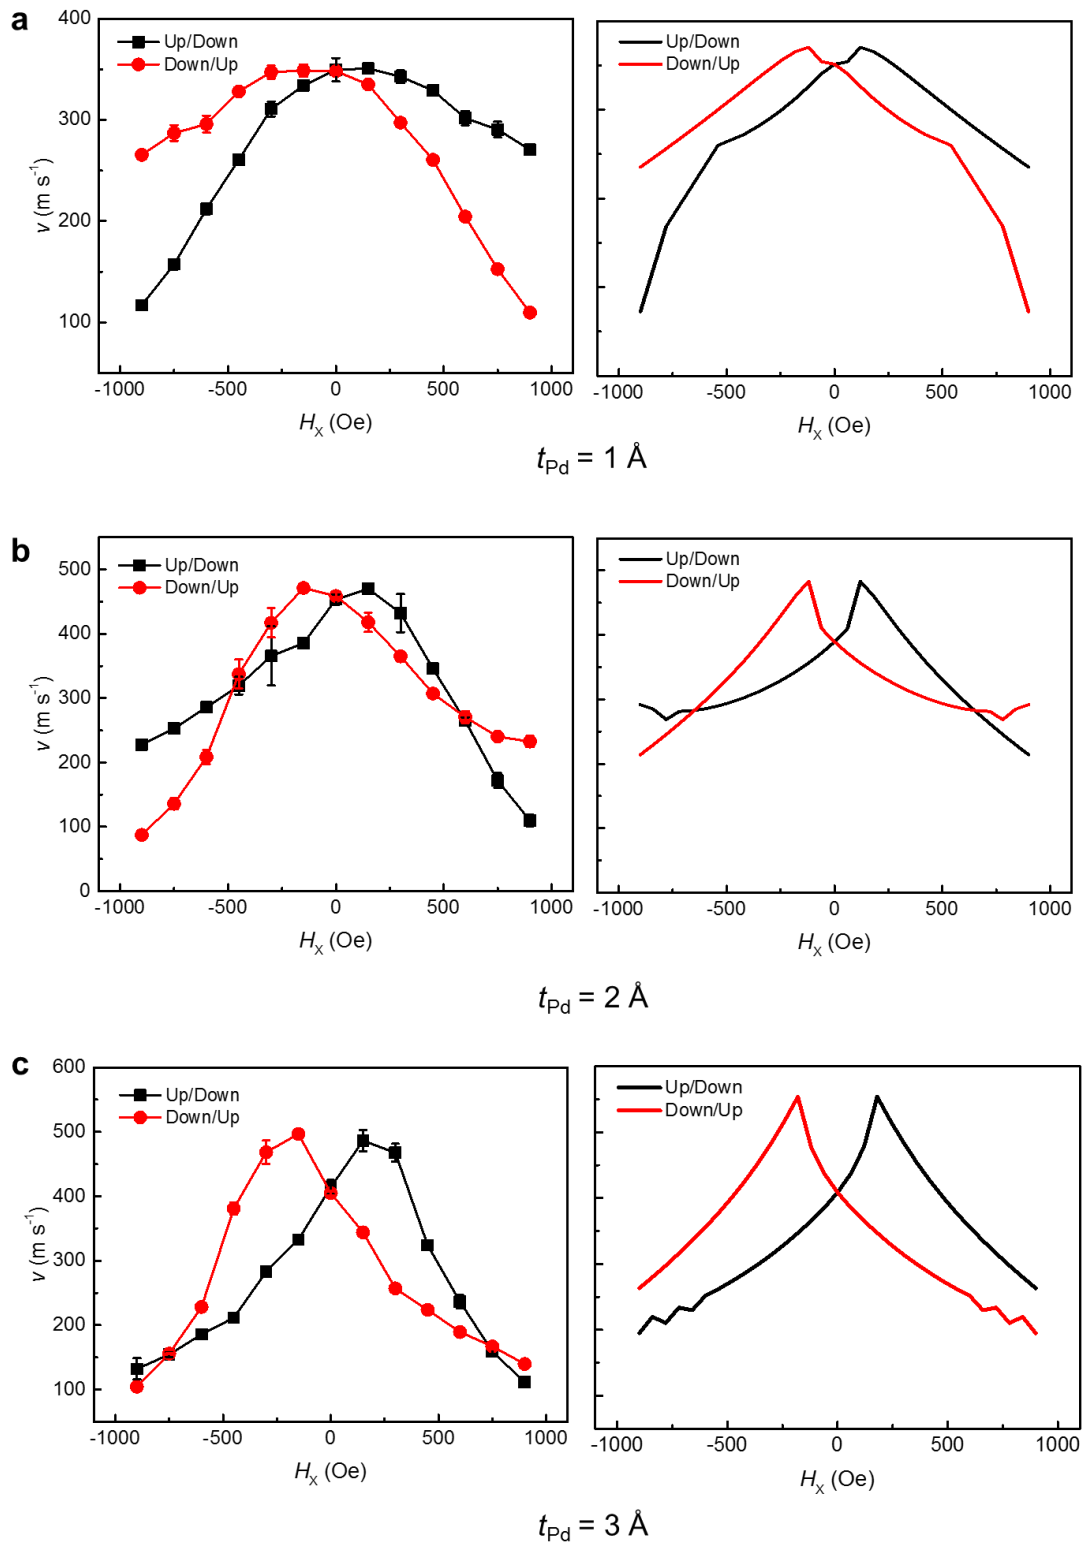 a
400
300
200
100
v (m s⁻¹)
Up/Down
Down/Up
-1000 -500 0 500 1000
Hₓ (Oe)
Up/Down
Down/Up
-1000 -500 0 500 1000
Hₓ (Oe)
tPd = 1 Å
b
500
400
300
200
100
0
v (m s⁻¹)
Up/Down
Down/Up
-1000 -500 0 500 1000
Hₓ (Oe)
Up/Down
Down/Up
-1000 -500 0 500 1000
Hₓ (Oe)
tPd = 2 Å
c
600
500
400
300
200
100
v (m s⁻¹)
Up/Down
Down/Up
-1000 -500 0 500 1000
Hₓ (Oe)
Up/Down
Down/Up
-1000 -500 0 500 1000
Hₓ (Oe)
tPd = 3 Å